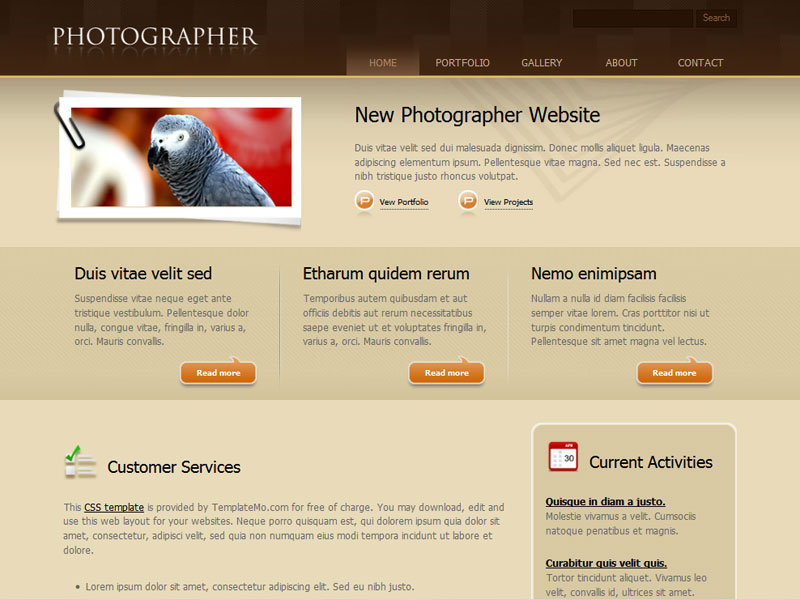 PHOTOGRAPHER
Search
HOME PORTFOLIO GALLERY ABOUT CONTACT
New Photographer Website
Duis vitae velit sed dui malesuada dignissim. Donec mollis aliquet ligula. Maecenas
adipiscing elementum ipsum. Pellentesque vitae magna. Sed nec est. Suspendisse a
nibh tristique justo rhoncus volutpat.
P Vew Portfolio P View Projects
Duis vitae velit sed
Suspendisse vitae neque eget ante
tristique vestibulum. Pellentesque dolor
nulla, congue vitae, fringilla in, varius a,
orci. Mauris convallis.
Read more
Etharum quidem rerum
Temporibus autem quibusdam et aut
officiis debitis aut rerum necessitatibus
saepe eveniet ut et voluptates fringilla in,
varius a, orci. Mauris convallis.
Read more
Nemo enimipsam
Nullam a nulla id diam facilisis facilisis
semper vitae lorem. Cras porttitor nisi ut
turpis condimentum tincidunt.
Pellentesque sit amet magna vel lectus.
Read more
Customer Services
This CSS template is provided by TemplateMo.com for free of charge. You may download, edit and
use this web layout for your websites. Neque porro quisquam est, qui dolorem ipsum quia dolor sit
amet, consectetur, adipisci velit, sed quia non numquam eius modi tempora incidunt ut labore et
dolore.
• Lorem ipsum dolor sit amet, consectetur adipiscing elit. Sed eu nibh justo.
APR
30
Current Activities
Quisque in diam a justo.
Molestie vivamus a velit. Cumsociis
natoque penatibus et magnis.
Curabitur quis velit quis.
Tortor tincidunt aliquet. Vivamus leo
velit, convallis id, ultrices sit amet.